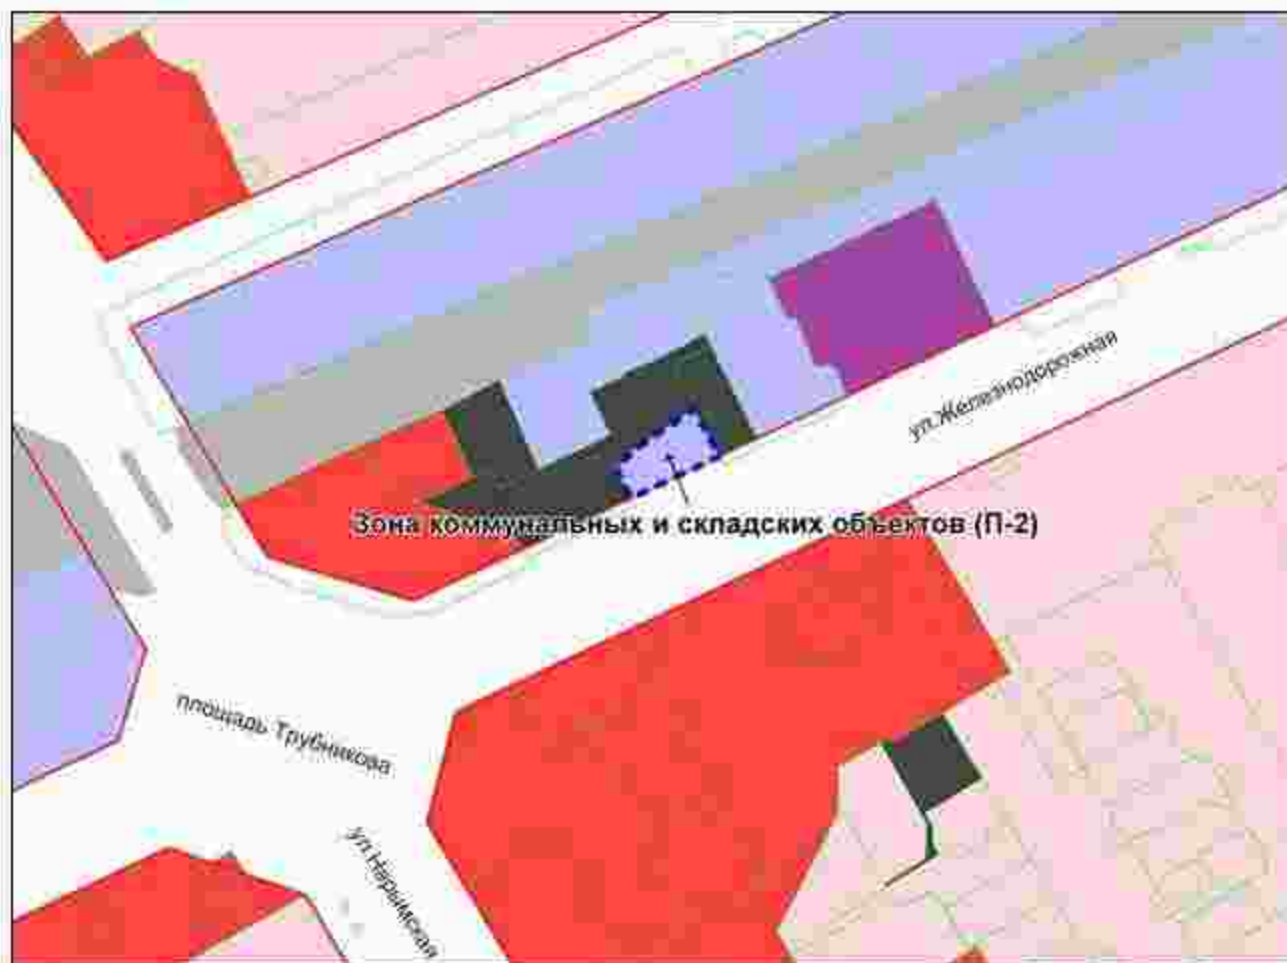 ул.Железнодорожная
Зона коммунальных и складских объектов (П-2)
площадь Трубникова
ул.Нарымская